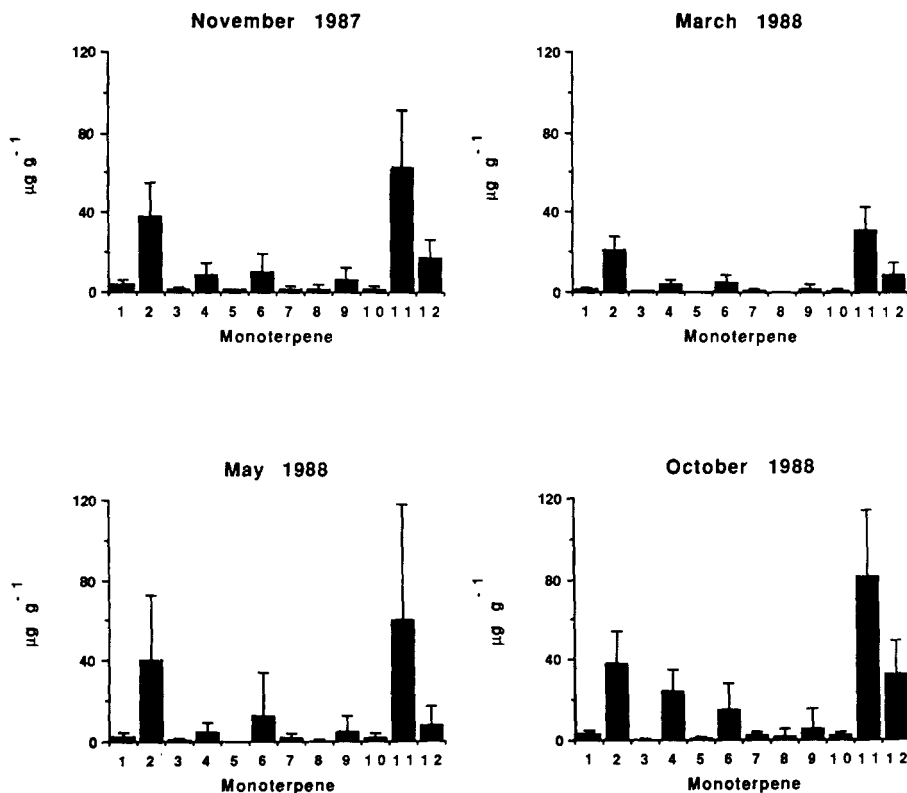 November 1987
March 1988
120
80
40
0
µg g⁻¹
1 2 3 4 5 6 7 8 9 10 11 12
Monoterpene
120
80
40
0
µg g⁻¹
1 2 3 4 5 6 7 8 9 10 11 12
Monoterpene
May 1988
October 1988
120
80
40
0
µg g⁻¹
1 2 3 4 5 6 7 8 9 10 11 12
Monoterpene
120
80
40
0
µg g⁻¹
1 2 3 4 5 6 7 8 9 10 11 12
Monoterpene